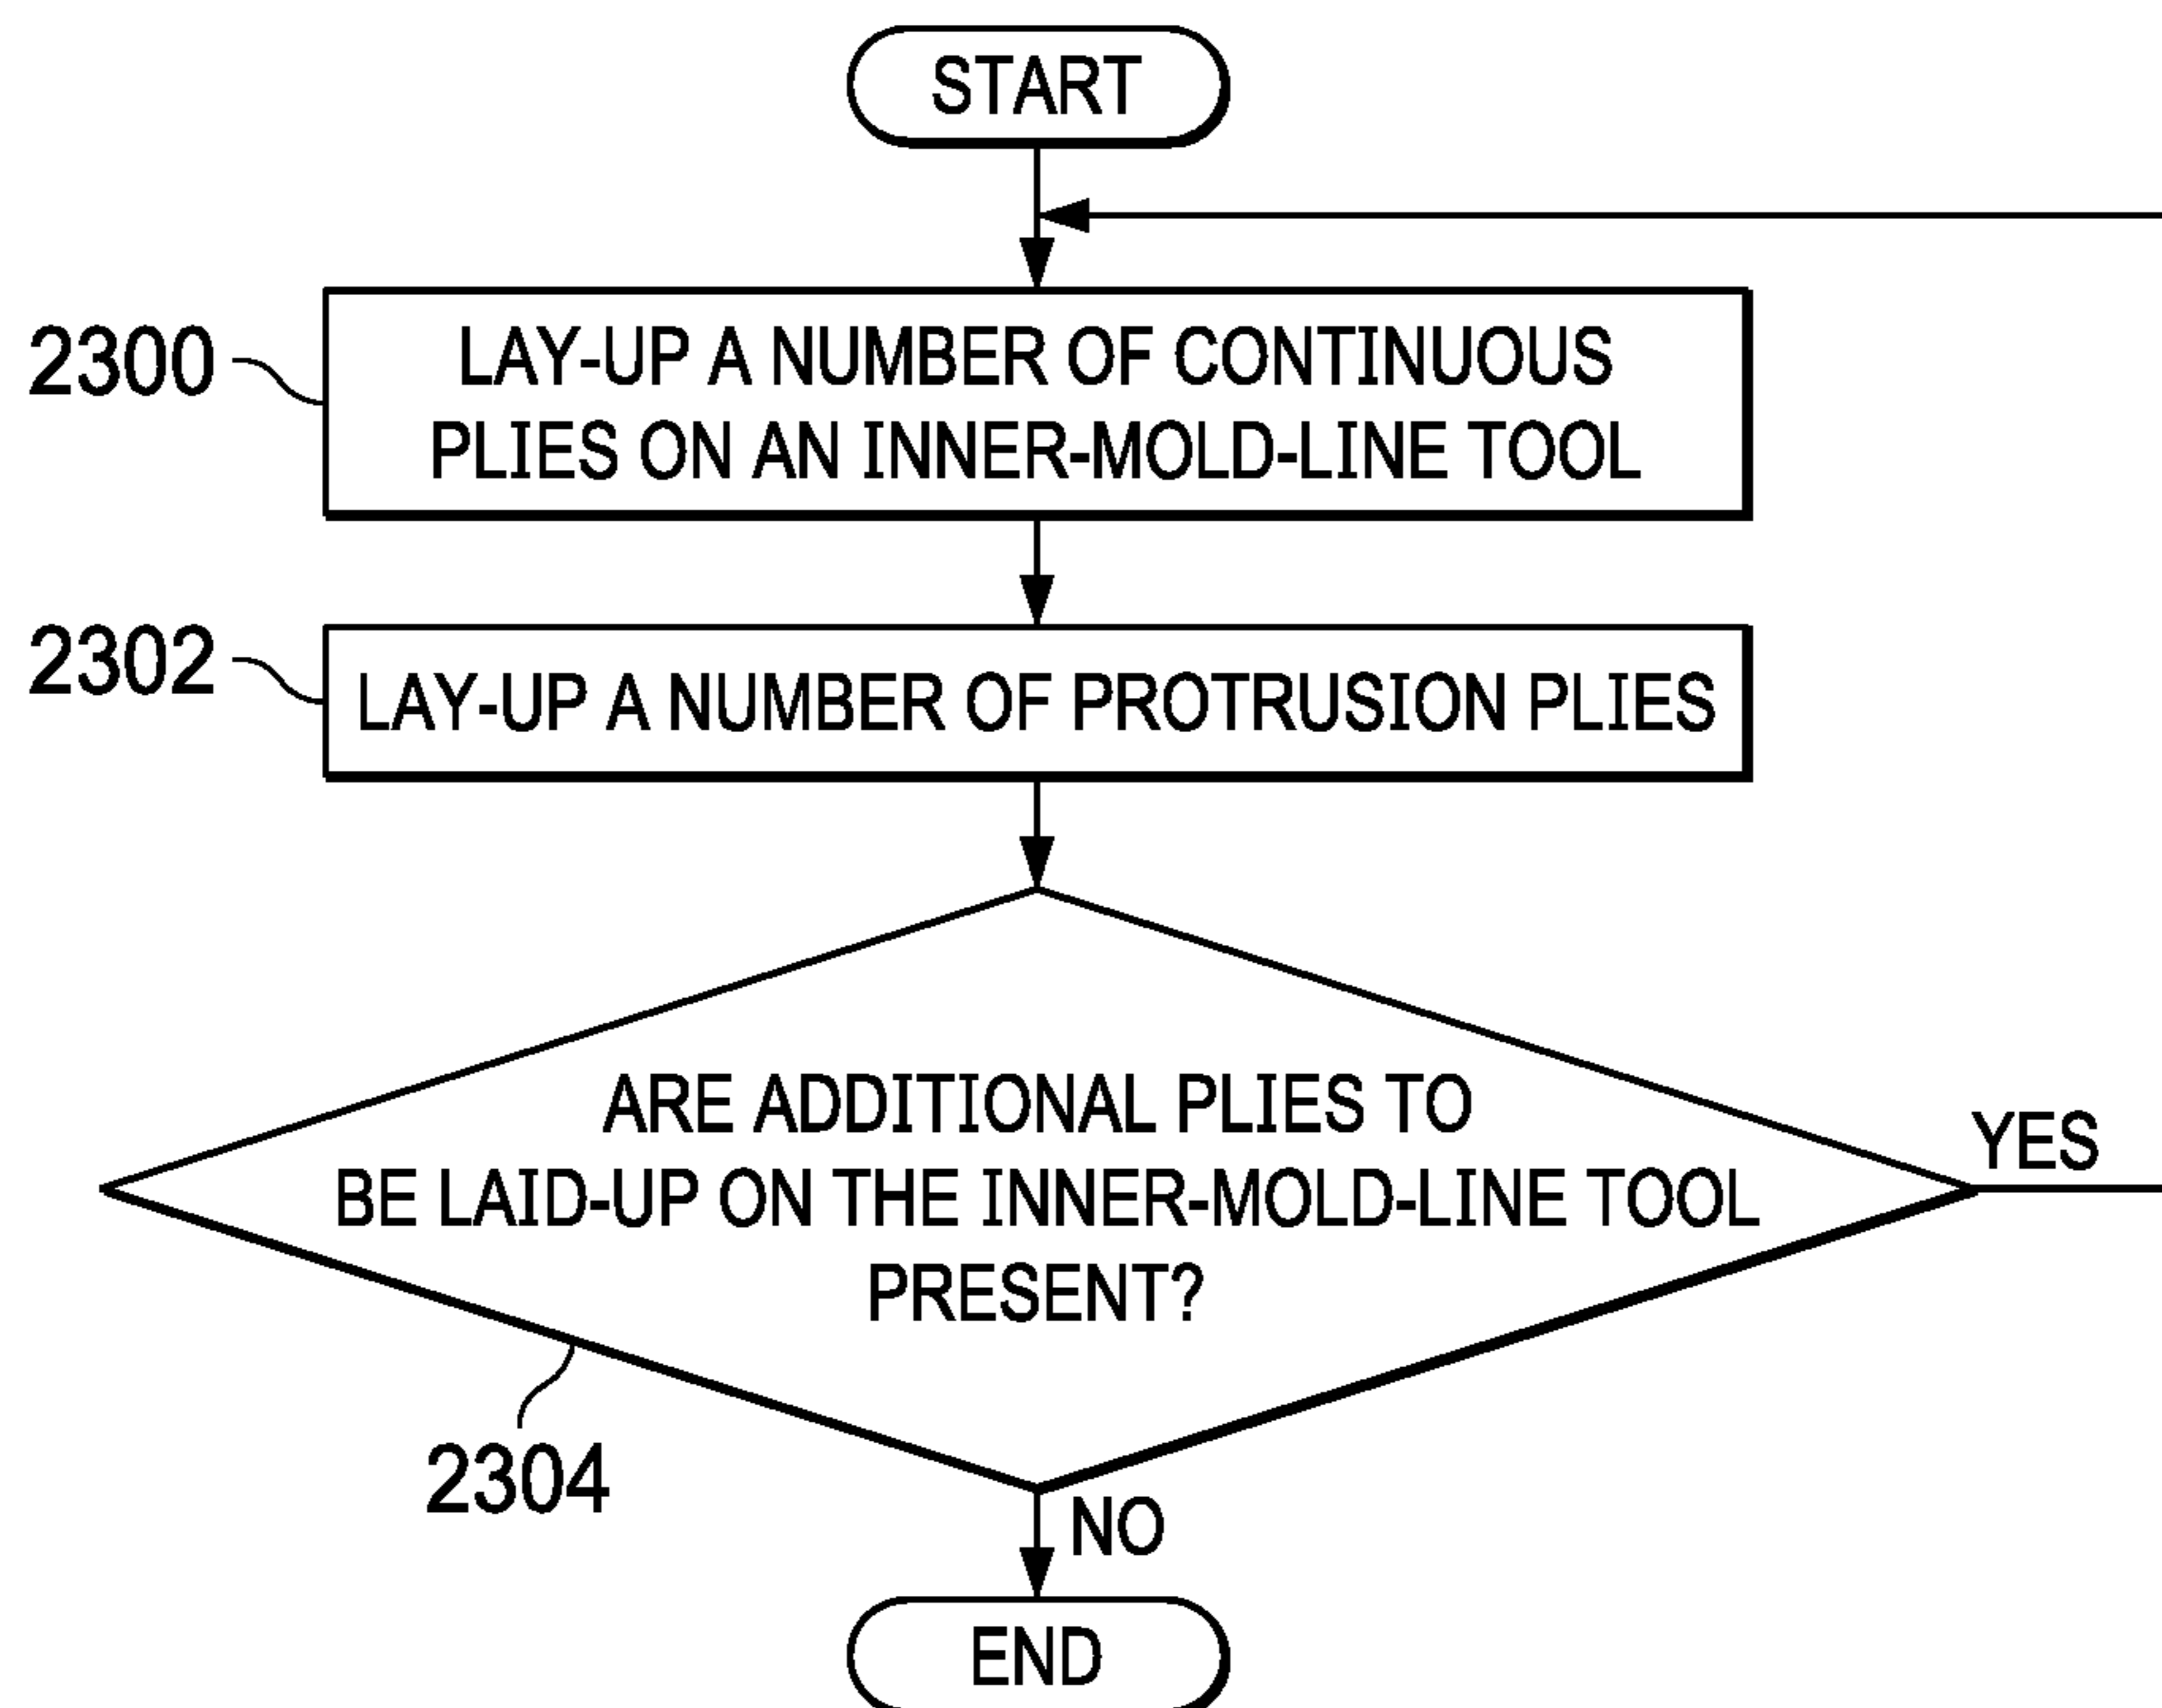 START
2300
LAY-UP A NUMBER OF CONTINUOUS
PLIES ON AN INNER-MOLD-LINE TOOL
2302
LAY-UP A NUMBER OF PROTRUSION PLIES
ARE ADDITIONAL PLIES TO
BE LAID-UP ON THE INNER-MOLD-LINE TOOL
PRESENT?
YES
2304
NO
END